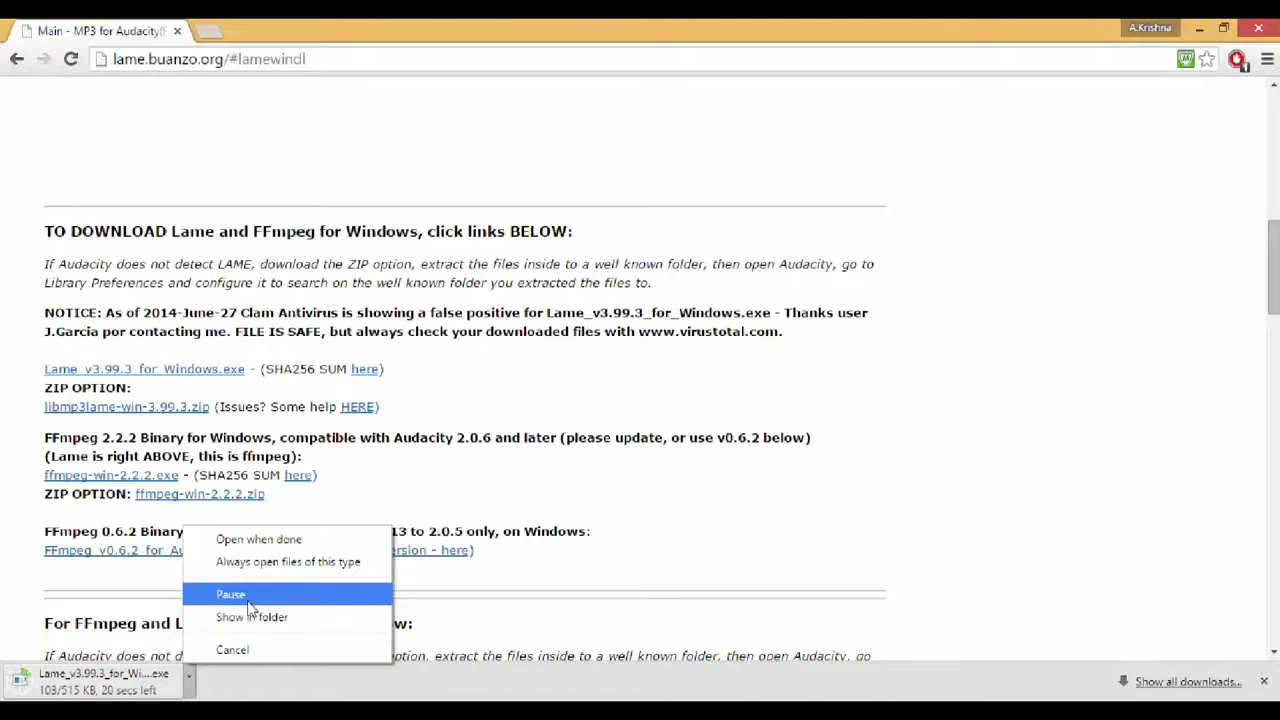 Main - MP3 for Audacity
A.Krishna
lame.buanzo.org/#lamewindl
1
TO DOWNLOAD Lame and FFmpeg for Windows, click links BELOW:
If Audacity does not detect LAME, download the ZIP option, extract the files inside to a well known folder, then open Audacity, go to
Library Preferences and configure it to search on the well known folder you extracted the files to.
NOTICE: As of 2014-June-27 Clam Antivirus is showing a false positive for Lame_v3.99.3_for_Windows.exe - Thanks user
J.Garcia por contacting me. FILE IS SAFE, but always check your downloaded files with www.virustotal.com.
Lame_v3.99.3_for_Windows.exe - (SHA256 SUM here)
ZIP OPTION:
libmp3lame-win-3.99.3.zip (Issues? Some help HERE)
FFmpeg 2.2.2 Binary for Windows, compatible with Audacity 2.0.6 and later (please update, or use v0.6.2 below)
(Lame is right ABOVE, this is ffmpeg):
ffmpeg-win-2.2.2.exe - (SHA256 SUM here)
ZIP OPTION: ffmpeg-win-2.2.2.zip
FFmpeg 0.6.2 Binary 13 to 2.0.5 only, on Windows:
FFmpeg_v0.6.2_for_Au ersion - here)
Open when done
Always open files of this type
Pause
Show in folder
Cancel
For FFmpeg and L w:
If Audacity does not d option, extract the files inside to a well known folder, then open Audacity, go
Lame_v3.99.3_for_Wi....exe
103/515 KB, 20 secs left
Show all downloads...